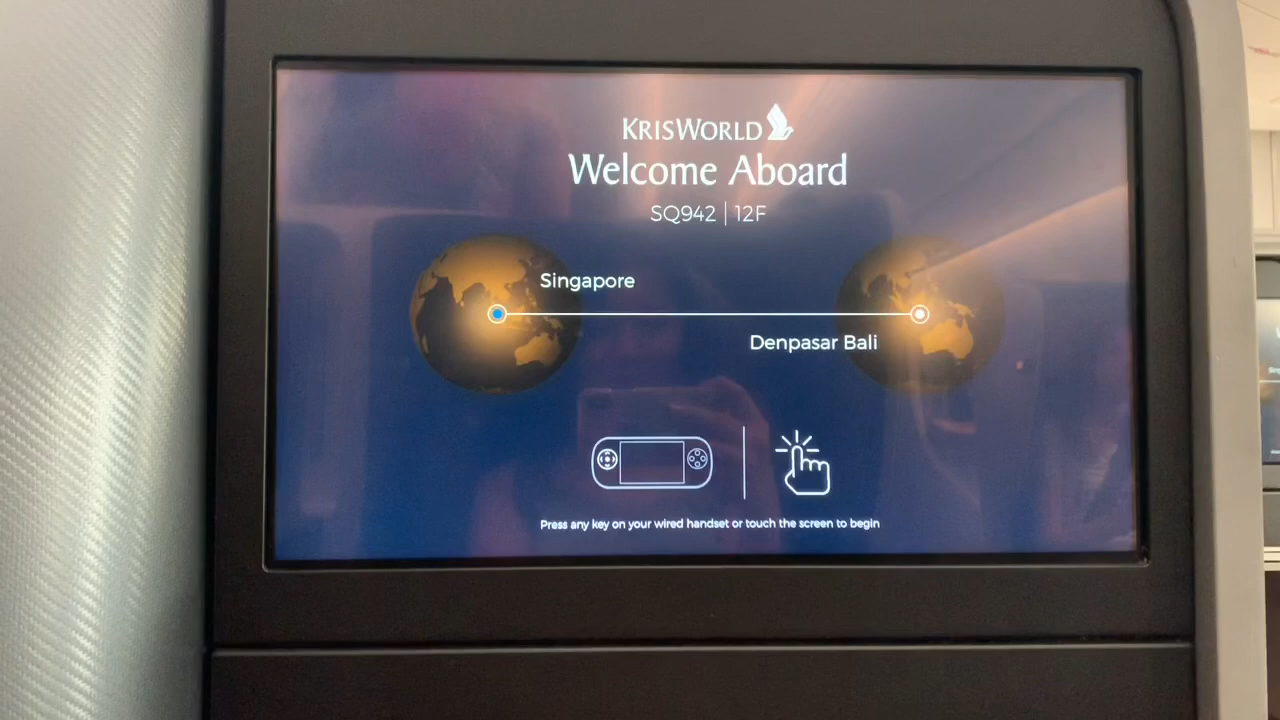 KRISWORLD
Welcome Aboard
SQ942 | 12F
Singapore
Denpasar Bali
Press any key on your wired handset or touch the screen to begin